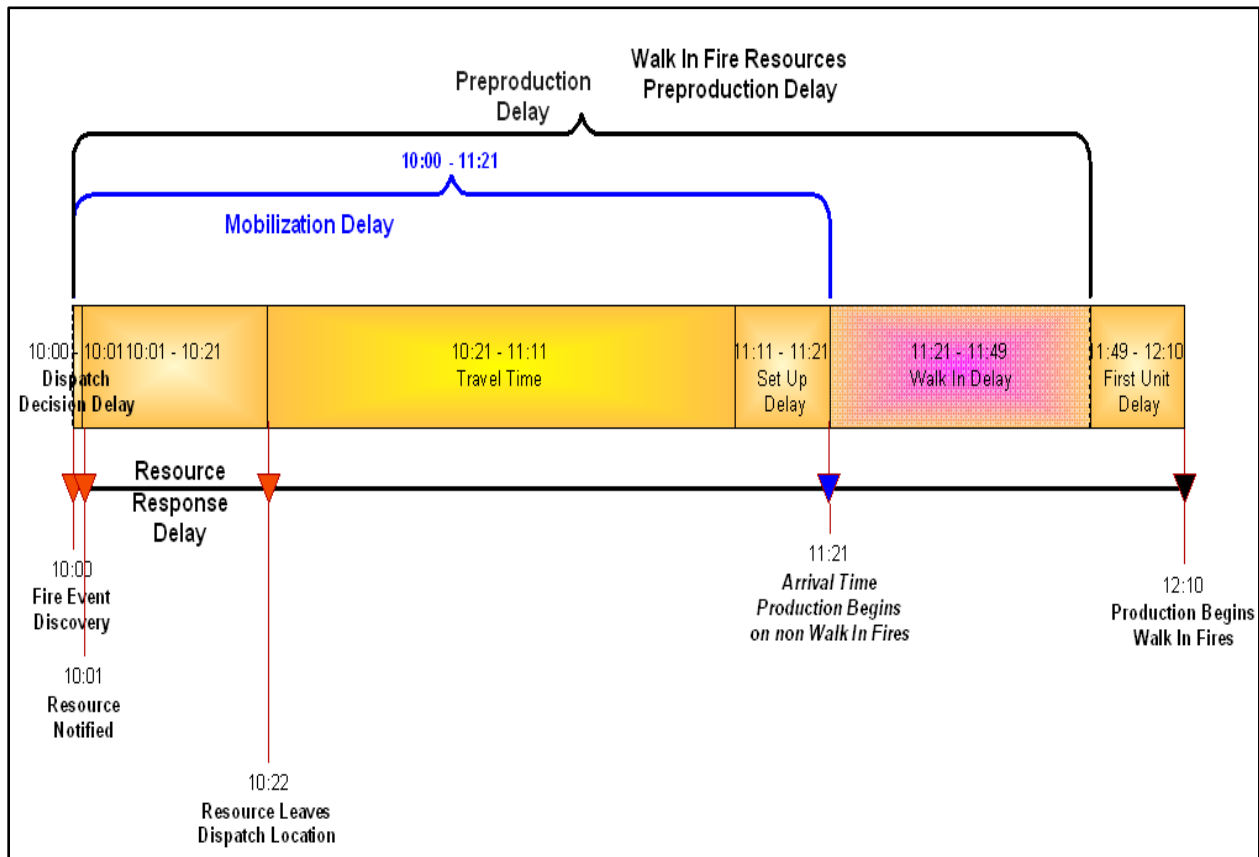 Walk In Fire Resources
Preproduction Delay
Preproduction
Delay
10:00 - 11:21
Mobilization Delay
10:00 - 10:01
Dispatch
Decision Delay
10:01 - 10:21
10:21 - 11:11
Travel Time
11:11 - 11:21
Set Up
Delay
11:21 - 11:49
Walk In Delay
11:49 - 12:10
First Unit
Delay
Resource
Response
Delay
10:00
Fire Event
Discovery
10:01
Resource
Notified
10:22
Resource Leaves
Dispatch Location
11:21
Arrival Time
Production Begins
on non Walk In Fires
12:10
Production Begins
Walk In Fires